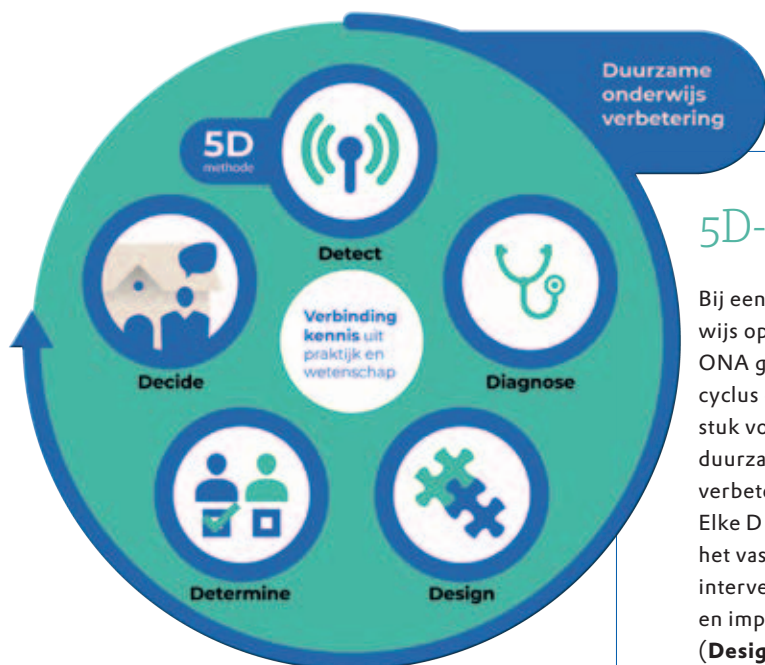 Duurzame
onderwijs
verbetering
5D
methode
Detect
Diagnose
Design
Determine
Decide
Verbinding
kennis uit
praktijk en
wetenschap
5D-
Bij een
wijs op
ONA g
cyclus
stuk vo
duurza
verbete
Elke D
het vas
interve
en imp
(Desig